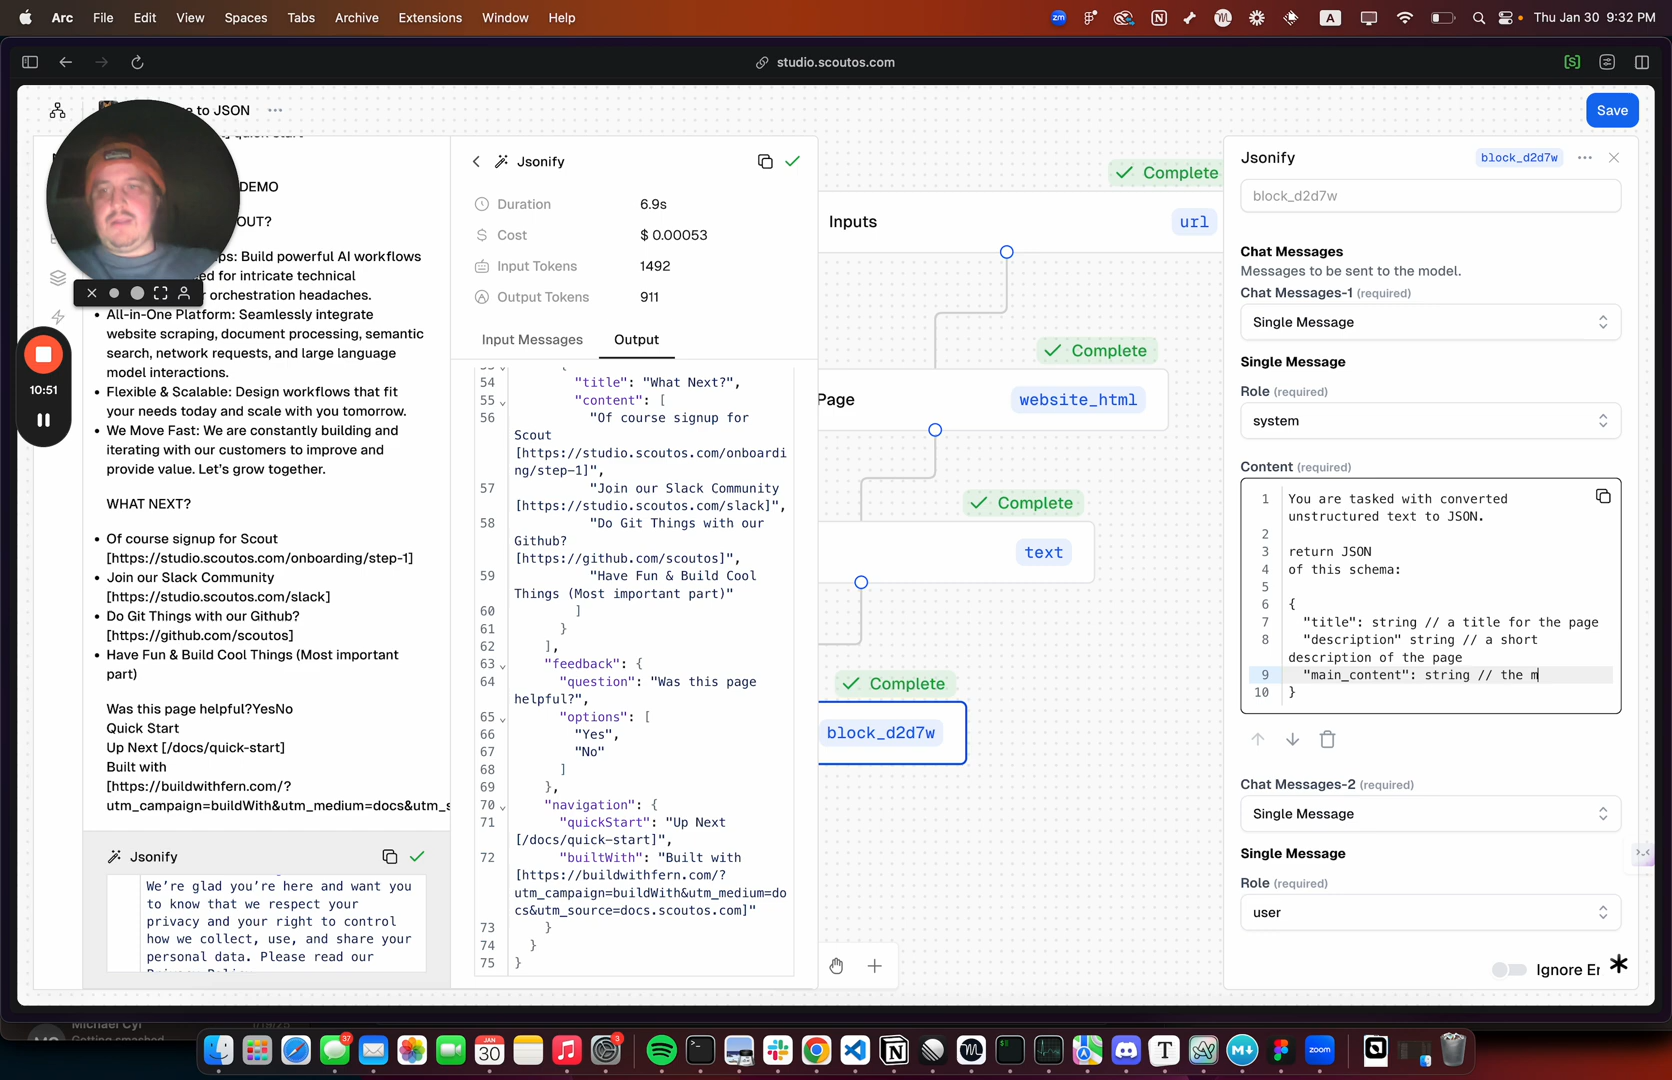 Arc File Edit View Spaces Tabs Archive Extensions Window Help
zm
A
Thu Jan 30 9:32 PM
studio.scoutos.com
e to JSON
Save
DEMO
OUT?
ps: Build powerful AI workflows
ed for intricate technical
orchestration headaches.
All-in-One Platform: Seamlessly integrate
website scraping, document processing, semantic
search, network requests, and large language
model interactions.
Flexible & Scalable: Design workflows that fit
your needs today and scale with you tomorrow.
We Move Fast: We are constantly building and
iterating with our customers to improve and
provide value. Let’s grow together.
WHAT NEXT?
Of course signup for Scout
[https://studio.scoutos.com/onboarding/step-1]
Join our Slack Community
[https://studio.scoutos.com/slack]
Do Git Things with our Github?
[https://github.com/scoutos]
Have Fun & Build Cool Things (Most important
part)
Was this page helpful?YesNo
Quick Start
Up Next [/docs/quick-start]
Built with
[https://buildwithfern.com/?
utm_campaign=buildWith&utm_medium=docs&utm_s
Jsonify
We’re glad you’re here and want you
to know that we respect your
privacy and your right to control
how we collect, use, and share your
personal data. Please read our
10:51
Jsonify
Duration 6.9s
Cost $ 0.00053
Input Tokens 1492
Output Tokens 911
Input Messages Output
54 "title": "What Next?",
55 "content": [
56 "Of course signup for
Scout
[https://studio.scoutos.com/onboardi
ng/step-1]",
57 "Join our Slack Community
[https://studio.scoutos.com/slack]",
58 "Do Git Things with our
Github?
[https://github.com/scoutos]",
59 "Have Fun & Build Cool
Things (Most important part)"
60 ]
61 }
62 ],
63 "feedback": {
64 "question": "Was this page
helpful?",
65 "options": [
66 "Yes",
67 "No"
68 ]
69 },
70 "navigation": {
71 "quickStart": "Up Next
[/docs/quick-start]",
72 "builtWith": "Built with
[https://buildwithfern.com/?
utm_campaign=buildWith&utm_medium=do
cs&utm_source=docs.scoutos.com]"
73 }
74 }
75 }
Complete
Inputs url
Complete
Page website_html
Complete
text
Complete
block_d2d7w
Jsonify block_d2d7w
block_d2d7w
Chat Messages
Messages to be sent to the model.
Chat Messages-1 (required)
Single Message
Single Message
Role (required)
system
Content (required)
1 You are tasked with converted
unstructured text to JSON.
2
3 return JSON
4 of this schema:
5
6 {
7 "title": string // a title for the page
8 "description" string // a short
description of the page
9 "main_content": string // the m
10 }
Chat Messages-2 (required)
Single Message
Single Message
Role (required)
user
Ignore Er
Michael Cyr
1/19/25
Getting smashed
37
JAN
30
3
zoom